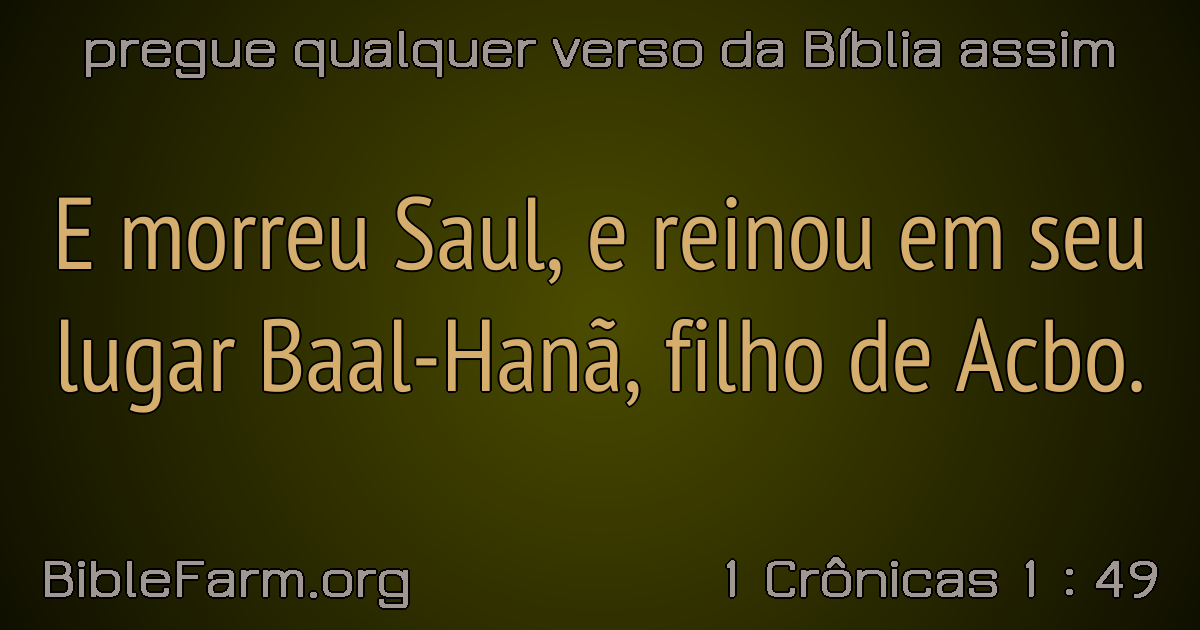 pregue qualquer verso da Bíblia assim
E morreu Saul, e reinou em seu
lugar Baal-Hanã, filho de Acbo.
BibleFarm.org
1 Crônicas 1 : 49